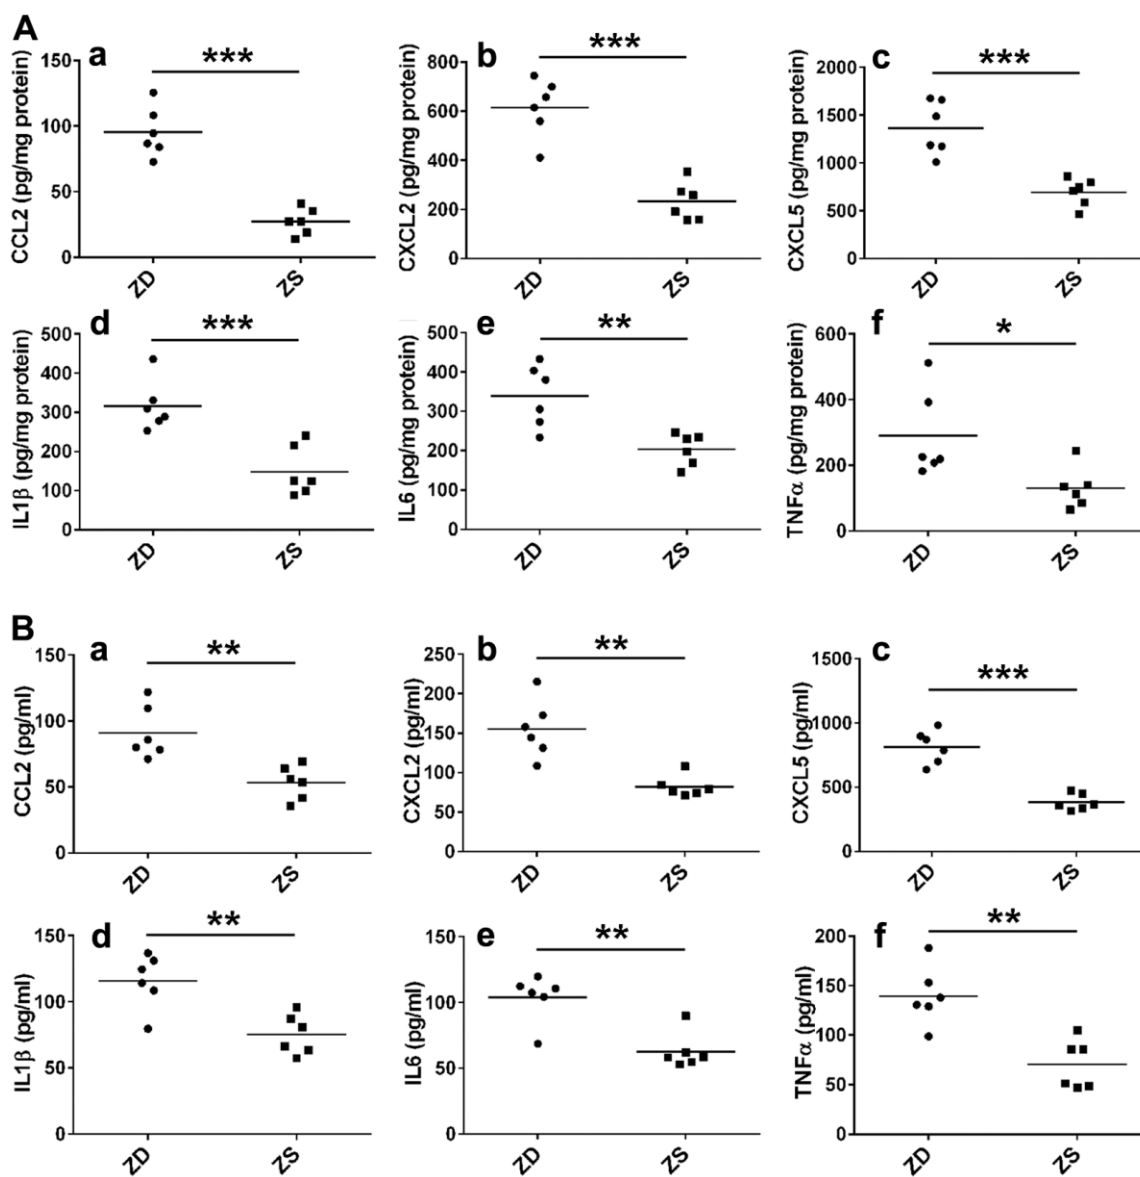 A
a
***
CCL2 (pg/mg protein)
150
100
50
0
ZD
ZS
b
***
CXCL2 (pg/mg protein)
800
600
400
200
0
ZD
ZS
c
***
CXCL5 (pg/mg protein)
2000
1500
1000
500
0
ZD
ZS
d
***
IL1β (pg/mg protein)
500
400
300
200
100
0
ZD
ZS
e
**
IL6 (pg/mg protein)
500
400
300
200
100
0
ZD
ZS
f
*
TNFα (pg/mg protein)
600
400
200
0
ZD
ZS
B
a
**
CCL2 (pg/ml)
150
100
50
0
ZD
ZS
b
**
CXCL2 (pg/ml)
250
200
150
100
50
0
ZD
ZS
c
***
CXCL5 (pg/ml)
1500
1000
500
0
ZD
ZS
d
**
IL1β (pg/ml)
150
100
50
0
ZD
ZS
e
**
IL6 (pg/ml)
150
100
50
0
ZD
ZS
f
**
TNFα (pg/ml)
200
150
100
50
0
ZD
ZS